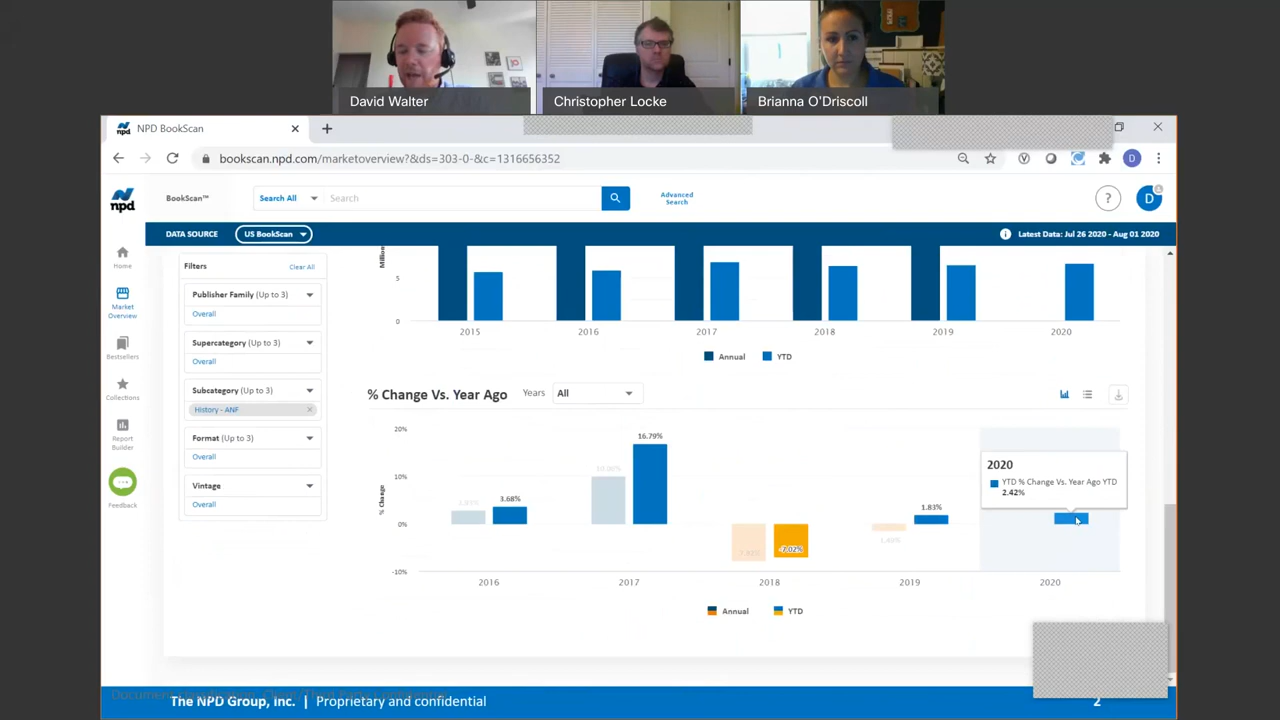 David Walter
Christopher Locke
Brianna O'Driscoll
NPD BookScan
bookscan.npd.com/marketoverview?&ds=303-0-&c=1316656352
npd
BookScan™
Search All
Search
Advanced
Search
?
D
DATA SOURCE
US BookScan
Latest Data: Jul 26 2020 - Aug 01 2020
Home
Market
Overview
Bestsellers
Collections
Report
Builder
Feedback
Filters
Clear All
Publisher Family (Up to 3)
Overall
Supercategory (Up to 3)
Overall
Subcategory (Up to 3)
History - ANF
Format (Up to 3)
Overall
Vintage
Overall
5
0
2015
2016
2017
2018
2019
2020
Annual
YTD
% Change Vs. Year Ago
Years
All
% Change
20%
10%
0%
-10%
3.68%
16.79%
-7.02%
1.83%
2020
YTD % Change Vs. Year Ago YTD
2.42%
2016
2017
2018
2019
2020
Annual
YTD
The NPD Group, Inc. | Proprietary and confidential
2